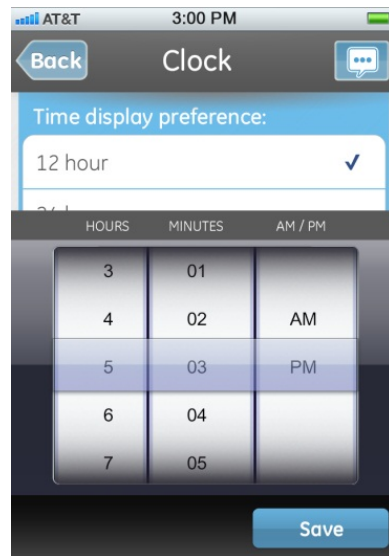 AT&T 3:00 PM
Back Clock
Time display preference:
12 hour
HOURS MINUTES AM / PM
3 01
4 02 AM
5 03 PM
6 04
7 05
Save